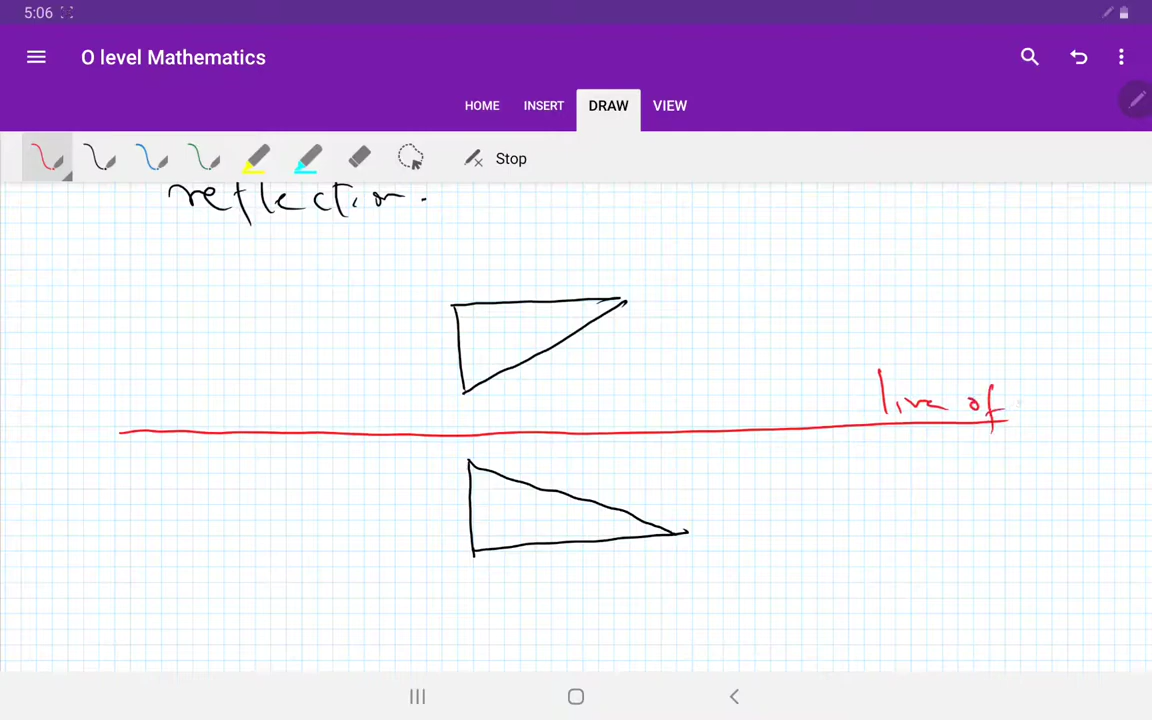 5:06
O level Mathematics
HOME INSERT DRAW VIEW
Stop
reflection.
line of